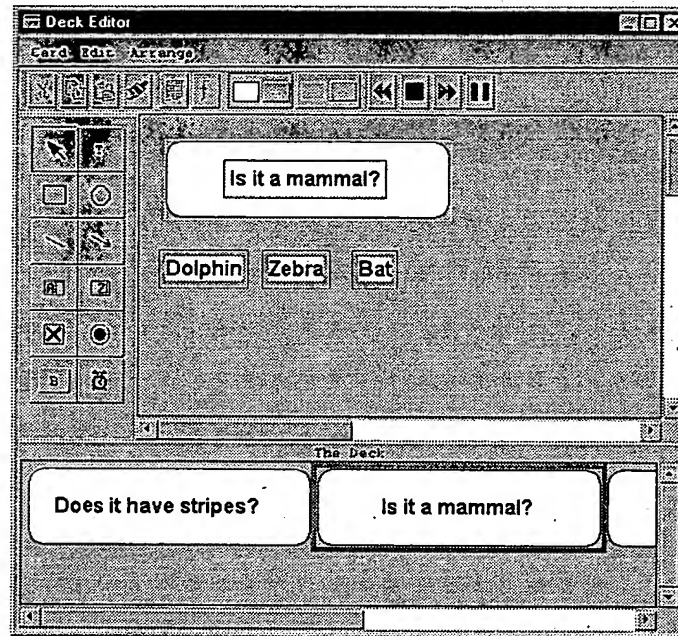 Deck Editor
Card Edit Arrange
Is it a mammal?
Dolphin Zebra Bat
The Deck
Does it have stripes? Is it a mammal?